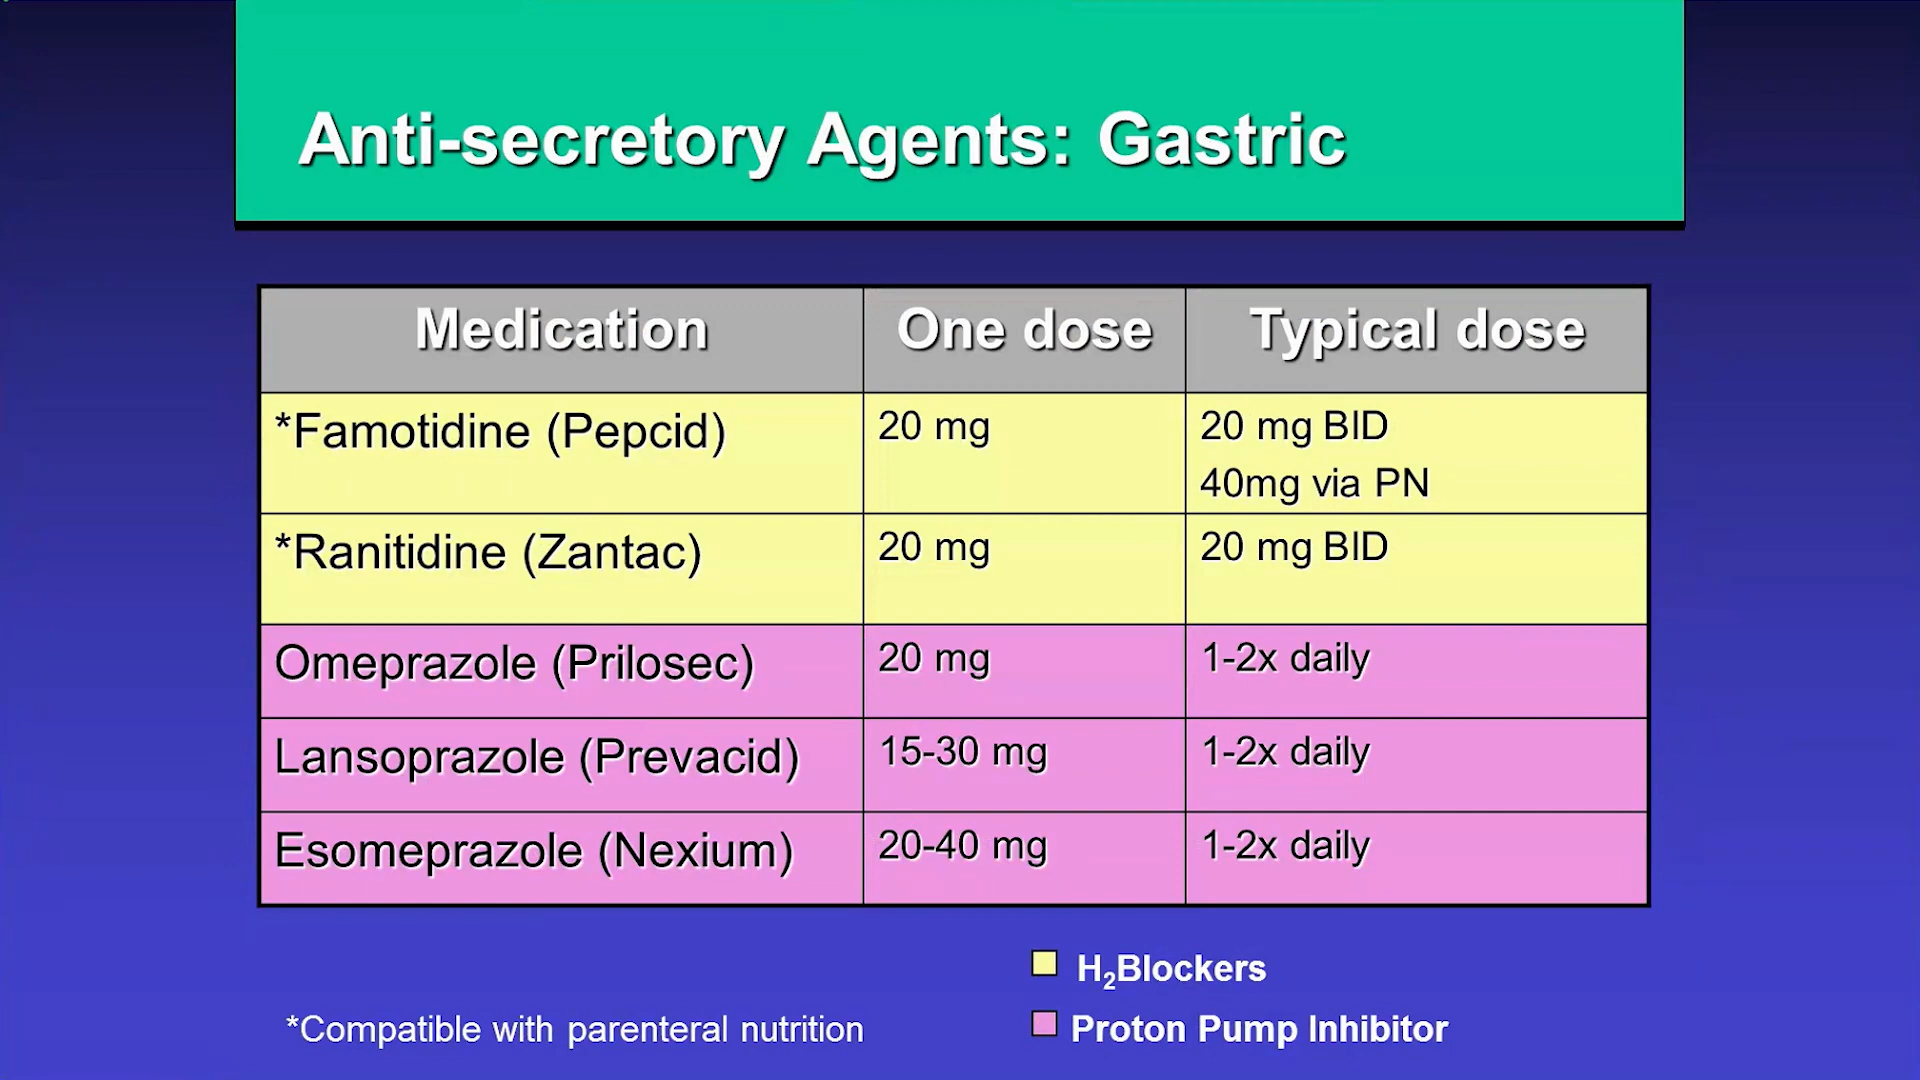 Anti-secretory Agents: Gastric
Medication One dose Typical dose
*Famotidine (Pepcid) 20 mg 20 mg BID
40mg via PN
*Ranitidine (Zantac) 20 mg 20 mg BID
Omeprazole (Prilosec) 20 mg 1-2x daily
Lansoprazole (Prevacid) 15-30 mg 1-2x daily
Esomeprazole (Nexium) 20-40 mg 1-2x daily
H₂Blockers
*Compatible with parenteral nutrition
Proton Pump Inhibitor